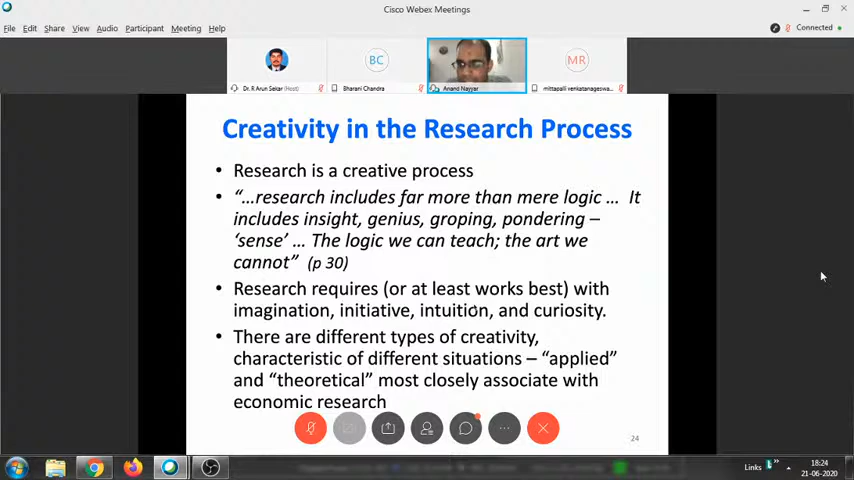 Cisco Webex Meetings
File Edit Share View Audio Participant Meeting Help
Connected
BC
MR
Dr. R Arun Sekar (Host)
Bharani Chandra
Anand Nayyar
mittapalli venkatanageswa...
Creativity in the Research Process
• Research is a creative process
• “…research includes far more than mere logic … It
includes insight, genius, groping, pondering –
‘sense’ … The logic we can teach; the art we
cannot” (p 30)
• Research requires (or at least works best) with
imagination, initiative, intuition, and curiosity.
• There are different types of creativity,
characteristic of different situations – “applied”
and “theoretical” most closely associate with
economic research
24
Links
18:24
21-06-2020